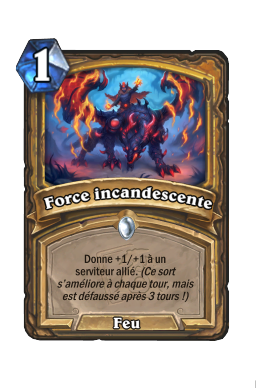 1
Force incandescente
Donne +1/+1 à un
serviteur allié. (Ce sort
s'améliore à chaque tour, mais
est défaussé après 3 tours !)
Feu